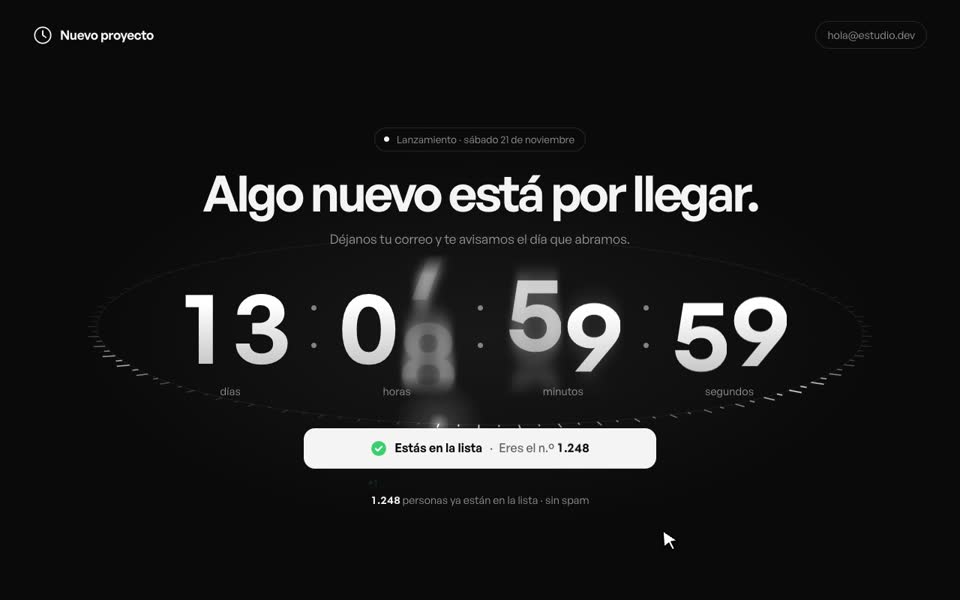 Nuevo proyecto
hola@estudio.dev
Lanzamiento · sábado 21 de noviembre
Algo nuevo está por llegar.
Déjanos tu correo y te avisamos el día que abramos.
13 : 0 : 59 : 59
días horas minutos segundos
Estás en la lista · Eres el n.º 1.248
+1
1.248 personas ya están en la lista · sin spam